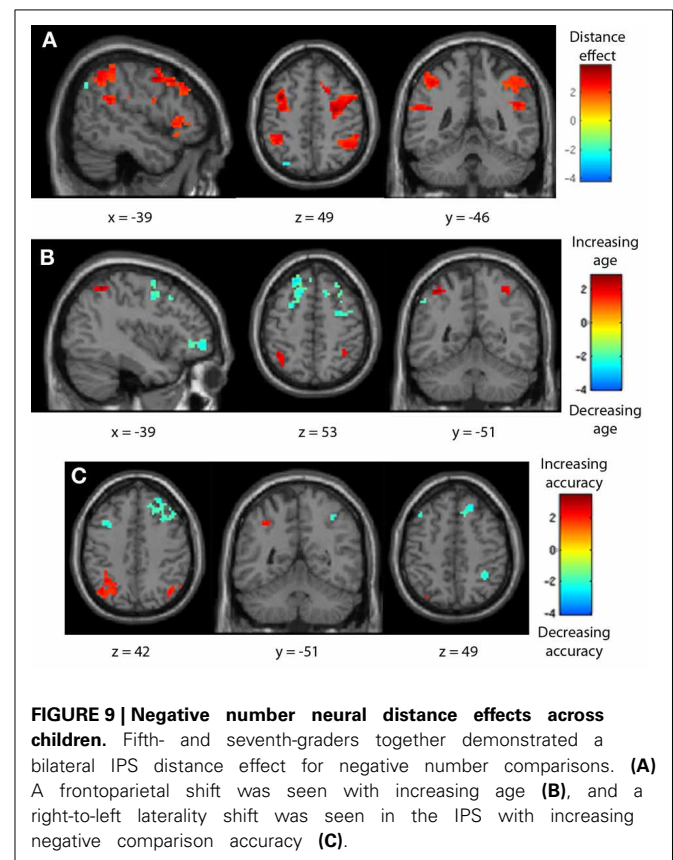 A
Distance
effect
2
0
-2
-4
x = -39
z = 49
y = -46
B
Increasing
age
2
0
-2
-4
Decreasing
age
x = -39
z = 53
y = -51
C
Increasing
accuracy
2
0
-2
-4
Decreasing
accuracy
z = 42
y = -51
z = 49
FIGURE 9 | Negative number neural distance effects across
children. Fifth- and seventh-graders together demonstrated a
bilateral IPS distance effect for negative number comparisons. (A)
A frontoparietal shift was seen with increasing age (B), and a
right-to-left laterality shift was seen in the IPS with increasing
negative comparison accuracy (C).